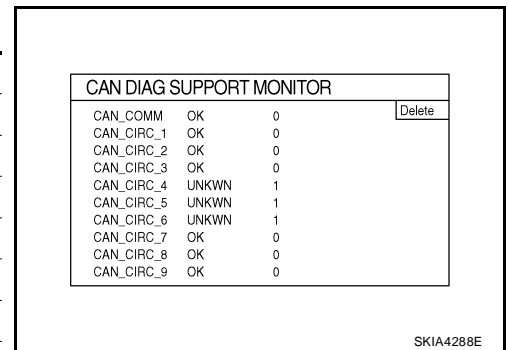 CAN DIAG SUPPORT MONITOR
Delete
CAN_COMM OK 0
CAN_CIRC_1 OK 0
CAN_CIRC_2 OK 0
CAN_CIRC_3 OK 0
CAN_CIRC_4 UNKWN 1
CAN_CIRC_5 UNKWN 1
CAN_CIRC_6 UNKWN 1
CAN_CIRC_7 OK 0
CAN_CIRC_8 OK 0
CAN_CIRC_9 OK 0
SKIA4288E